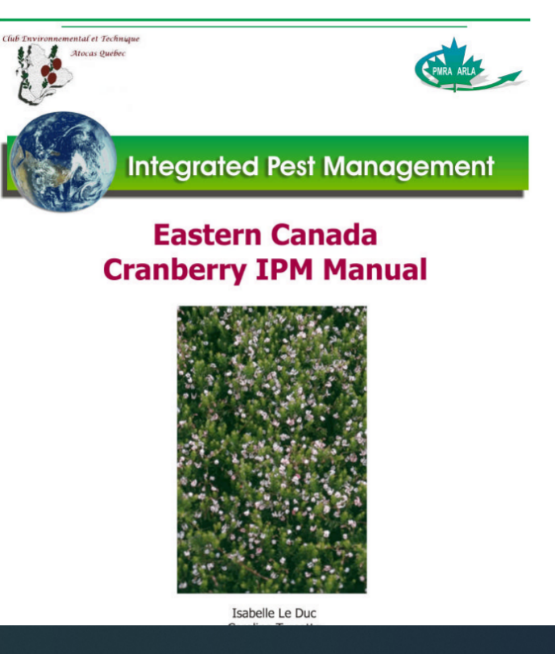 Club Environnemental et Technique
Atocas Québec
PMRA ARLA
Integrated Pest Management
Eastern Canada
Cranberry IPM Manual
Isabelle Le Duc